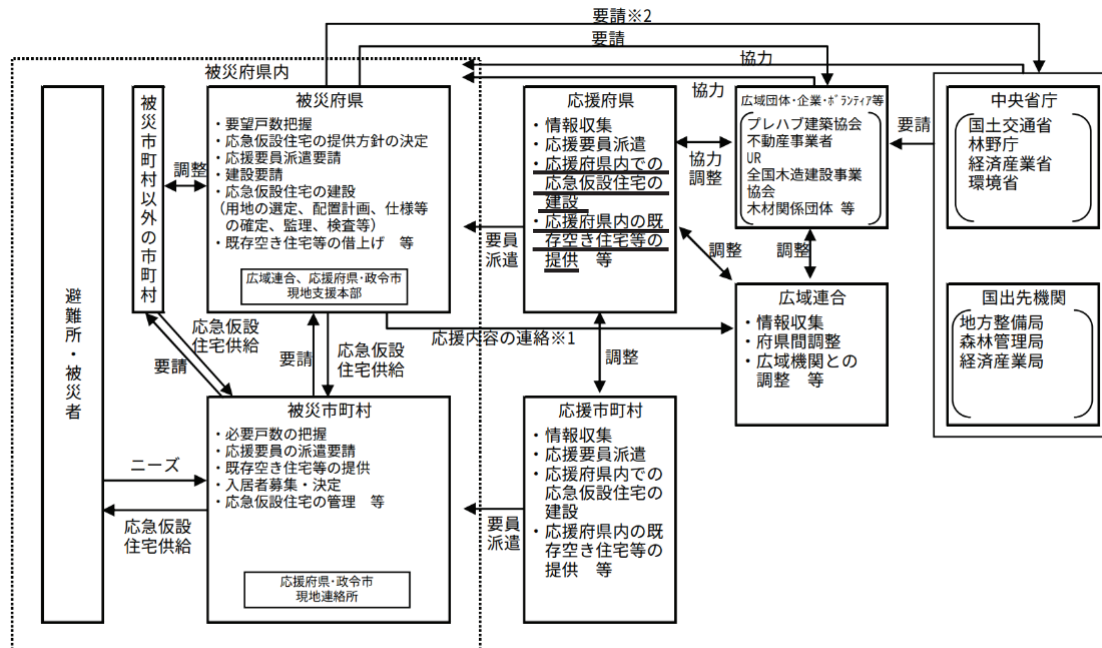 要請※2
要請
協力
協力
被災府県内
避難所・被災者
被災市町村以外の市町村
被災府県
・要望戸数把握
・応急仮設住宅の提供方針の決定
・応援要員派遣要請
・建設要請
・応急仮設住宅の建設
（用地の選定、配置計画、仕様等
の確定、監理、検査等）
・既存空き住宅等の借上げ　等
広域連合、応援府県・政令市
現地支援本部
調整
応援府県
・情報収集
・応援要員派遣
・応援府県内での
応急仮設住宅の
建設
・応援府県内の既
存空き住宅等の
提供　等
要員
派遣
協力
調整
広域団体・企業・ボランティア等
プレハブ建築協会
不動産事業者
UR
全国木造建設事業
協会
木材関係団体 等
要請
中央省庁
国土交通省
林野庁
経済産業省
環境省
調整
調整
広域連合
・情報収集
・府県間調整
・広域機関との
調整　等
国出先機関
地方整備局
森林管理局
経済産業局
応急仮設
住宅供給
要請
要請
応急仮設
住宅供給
応援内容の連絡※1
調整
被災市町村
・必要戸数の把握
・応援要員の派遣要請
・既存空き住宅等の提供
・入居者募集・決定
・応急仮設住宅の管理　等
応援府県・政令市
現地連絡所
ニーズ
応急仮設
住宅供給
要員
派遣
応援市町村
・情報収集
・応援要員派遣
・応援府県内での
応急仮設住宅の
建設
・応援府県内の既
存空き住宅等の
提供　等